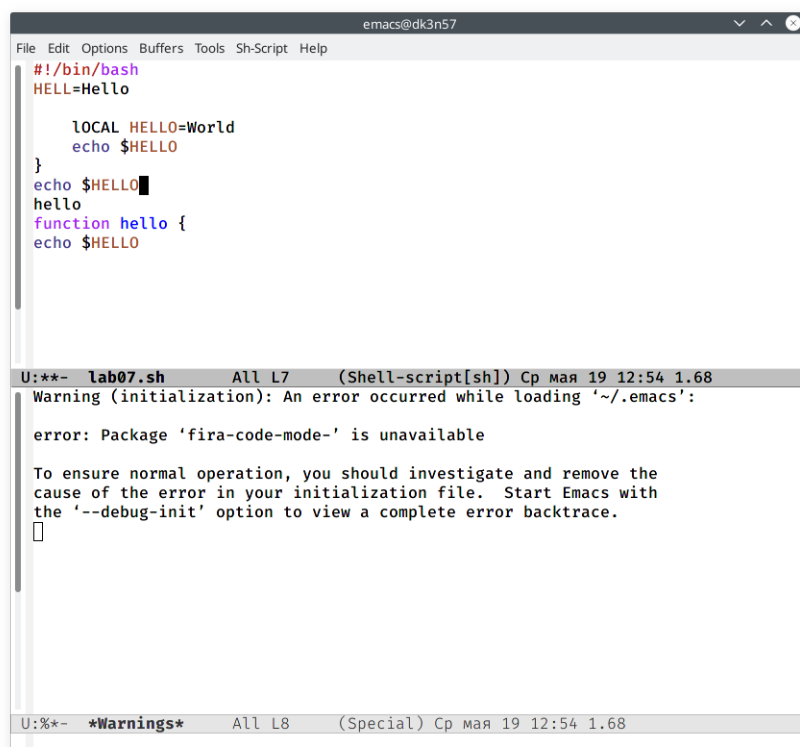 emacs@dk3n57
File Edit Options Buffers Tools Sh-Script Help
#!/bin/bash
HELL=Hello
lOCAL HELLO=World
echo $HELLO
}
echo $HELLO
hello
function hello {
echo $HELLO
U:**- lab07.sh All L7 (Shell-script[sh]) Ср мая 19 12:54 1.68
Warning (initialization): An error occurred while loading ‘~/.emacs’:
error: Package ‘fira-code-mode-’ is unavailable
To ensure normal operation, you should investigate and remove the
cause of the error in your initialization file. Start Emacs with
the ‘--debug-init’ option to view a complete error backtrace.
U:%*- *Warnings* All L8 (Special) Ср мая 19 12:54 1.68